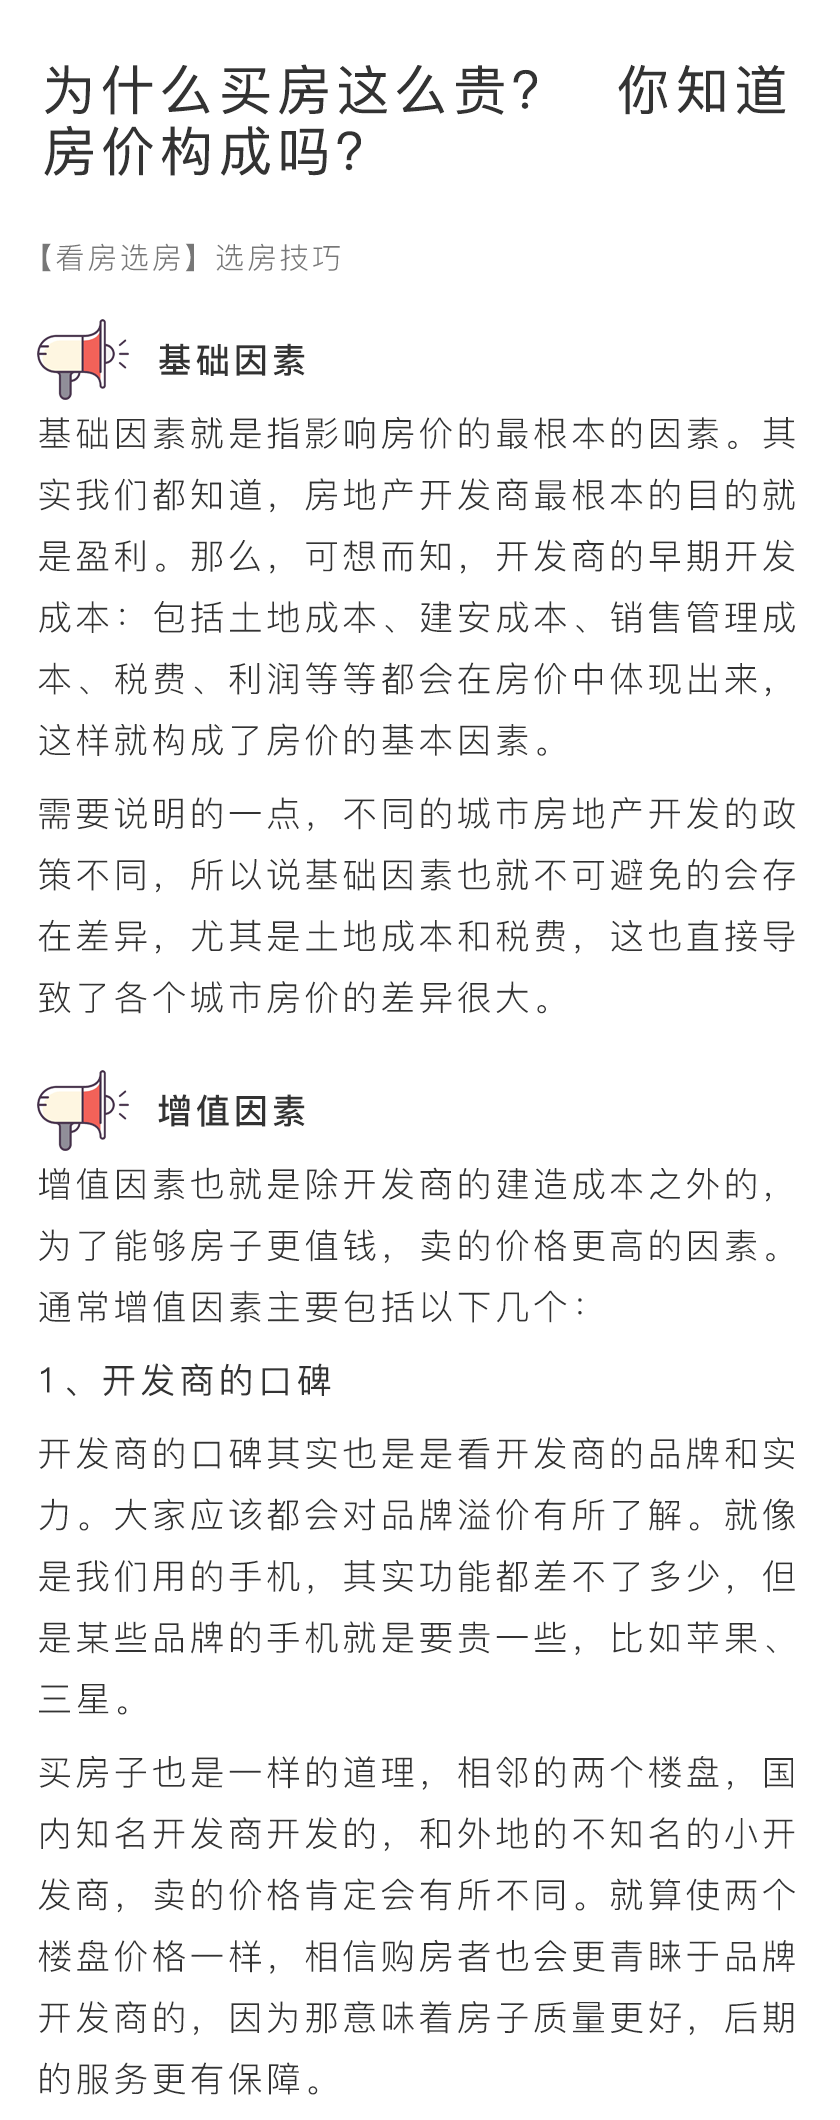 为什么买房这么贵？ 你知道
房价构成吗？
【看房选房】选房技巧
基础因素
基础因素就是指影响房价的最根本的因素。其
实我们都知道，房地产开发商最根本的目的就
是盈利。那么，可想而知，开发商的早期开发
成本：包括土地成本、建安成本、销售管理成
本、税费、利润等等都会在房价中体现出来，
这样就构成了房价的基本因素。
需要说明的一点，不同的城市房地产开发的政
策不同，所以说基础因素也就不可避免的会存
在差异，尤其是土地成本和税费，这也直接导
致了各个城市房价的差异很大。
增值因素
增值因素也就是除开发商的建造成本之外的，
为了能够房子更值钱，卖的价格更高的因素。
通常增值因素主要包括以下几个：
1、开发商的口碑
开发商的口碑其实也是是看开发商的品牌和实
力。大家应该都会对品牌溢价有所了解。就像
是我们用的手机，其实功能都差不了多少，但
是某些品牌的手机就是要贵一些，比如苹果、
三星。
买房子也是一样的道理，相邻的两个楼盘，国
内知名开发商开发的，和外地的不知名的小开
发商，卖的价格肯定会有所不同。就算使两个
楼盘价格一样，相信购房者也会更青睐于品牌
开发商的，因为那意味着房子质量更好，后期
的服务更有保障。